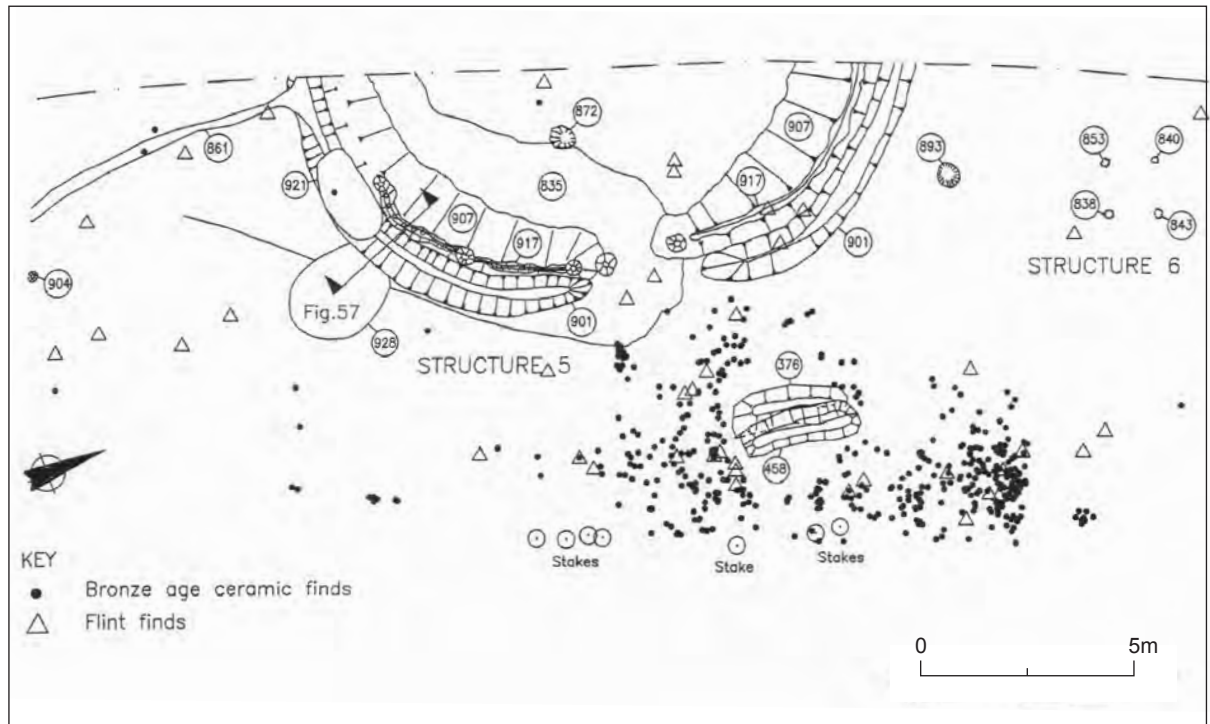 872
907
861
893
853
840
921
835
917
838
843
907
917
901
STRUCTURE 6
904
Fig.57
901
928
STRUCTURE 5
376
458
Stakes
Stake
Stakes
KEY
Bronze age ceramic finds
Flint finds
0
5m